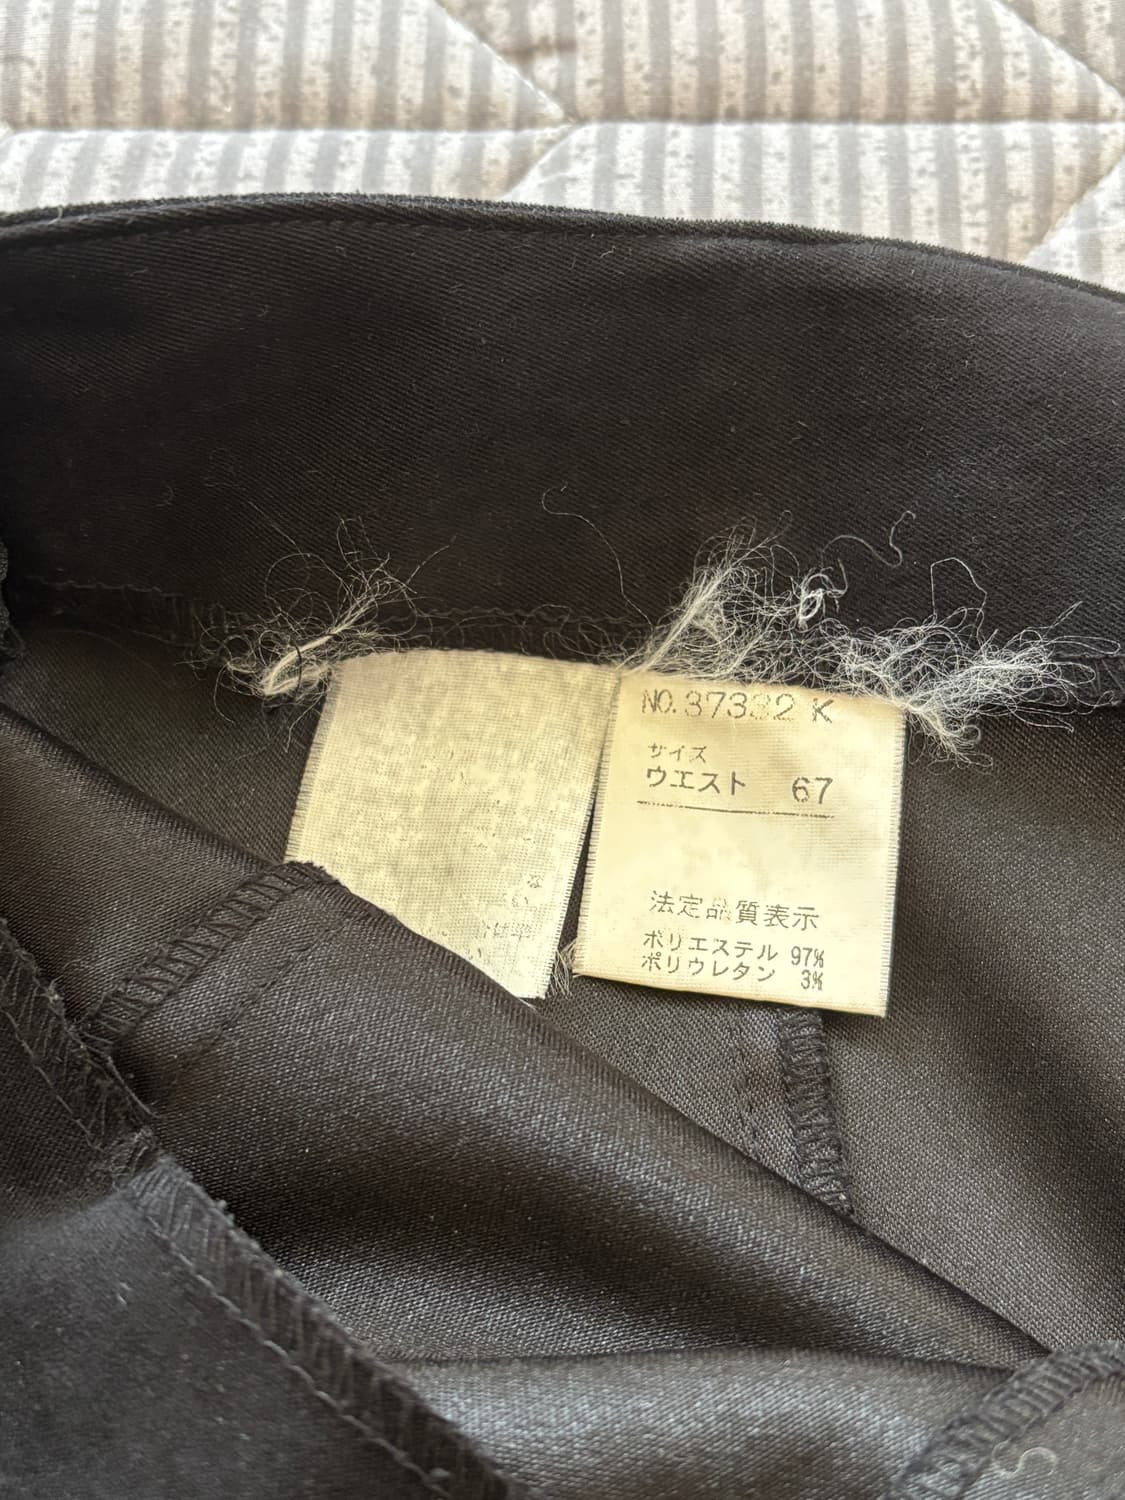 NO.37322 K
サイズ
ウエスト 67
法定品質表示
ポリエステル 97%
ポリウレタン 3%